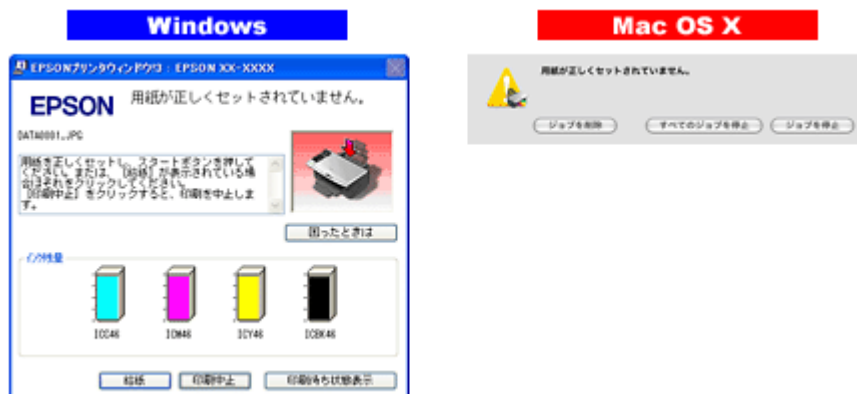 Windows
EPSONプリンタウィンドウ3 : EPSON XX-XXXX
EPSON
用紙が正しくセットされていません。
DATA0001.JPG
用紙を正しくセットし、スタートボタンを押して
ください。または、[給紙] が表示されている場
合はそれをクリックしてください。
[印刷中止] をクリックすると、印刷を中止しま
す。
困ったときは
インク残量
ICC46
ICM46
ICY46
ICBK46
給紙
印刷中止
印刷待ち状態表示
Mac OS X
用紙が正しくセットされていません。
ジョブを削除
すべてのジョブを停止
ジョブを停止